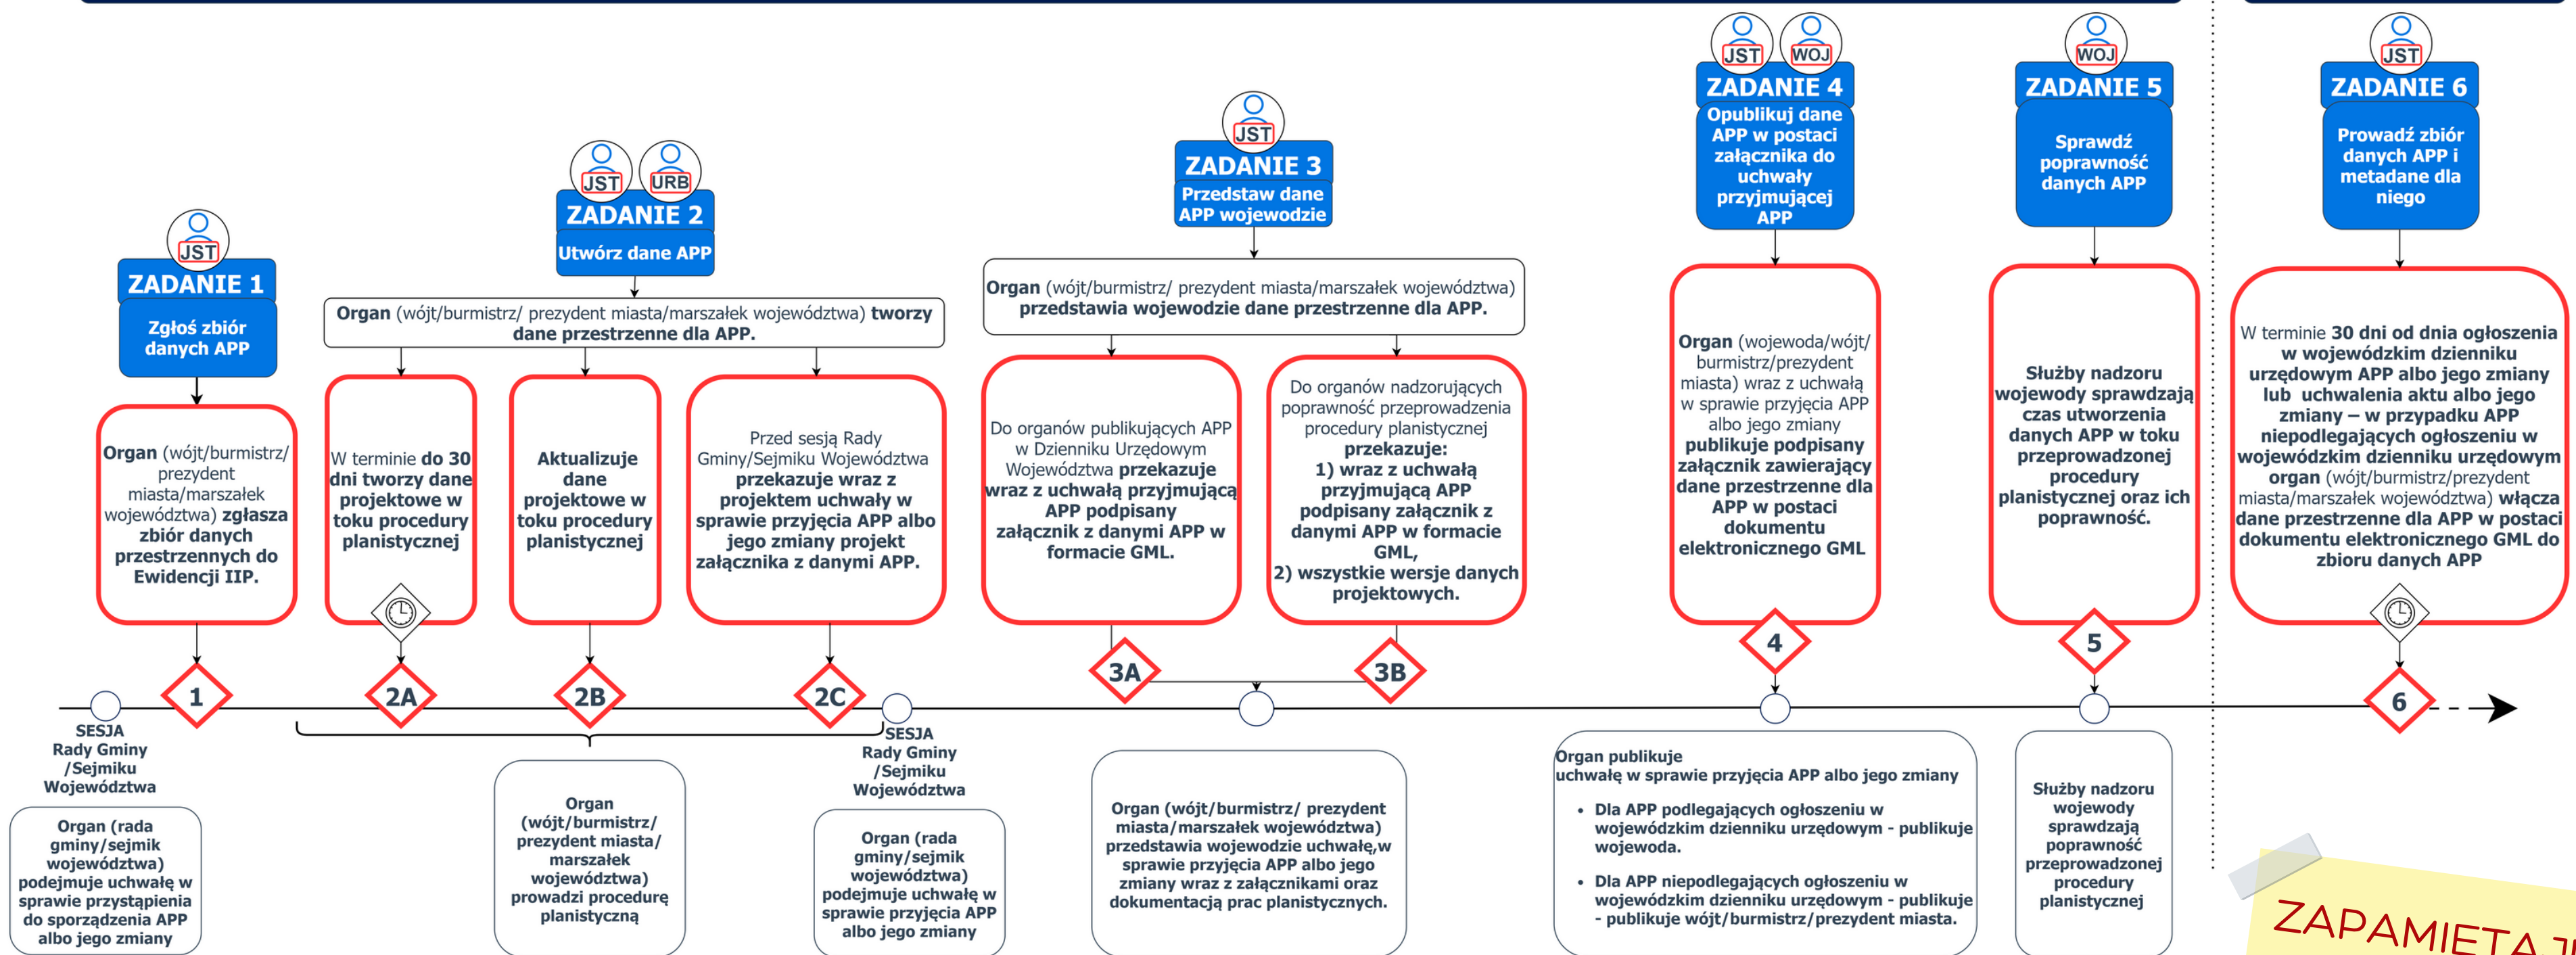 JST
ZADANIE 1
Zgłoś zbiór
danych APP
Organ (wójt/burmistrz/
prezydent
miasta/marszałek
województwa) zgłasza
zbiór danych
przestrzennych do
Ewidencji IIP.
1
JST
URB
ZADANIE 2
Utwórz dane APP
Organ (wójt/burmistrz/ prezydent miasta/marszałek województwa) tworzy
dane przestrzenne dla APP.
W terminie do 30
dni tworzy dane
projektowe w
toku procedury
planistycznej
2A
Aktualizuje
dane
projektowe w
toku procedury
planistycznej
2B
Przed sesją Rady
Gminy/Sejmiku Województwa
przekazuje wraz z
projektem uchwały w
sprawie przyjęcia APP albo
jego zmiany projekt
załącznika z danymi APP.
2C
JST
ZADANIE 3
Przedstaw dane
APP wojewodzie
Organ (wójt/burmistrz/ prezydent miasta/marszałek województwa)
przedstawia wojewodzie dane przestrzenne dla APP.
Do organów publikujących APP
w Dzienniku Urzędowym
Województwa przekazuje
wraz z uchwałą przyjmującą
APP podpisany
załącznik z danymi APP w
formacie GML.
3A
Do organów nadzorujących
poprawność przeprowadzenia
procedury planistycznej
przekazuje:
1) wraz z uchwałą
przyjmującą APP
podpisany załącznik z
danymi APP w formacie
GML,
2) wszystkie wersje danych
projektowych.
3B
JST
WOJ
ZADANIE 4
Opublikuj dane
APP w postaci
załącznika do
uchwały
przyjmującej
APP
Organ (wojewoda/wójt/
burmistrz/prezydent
miasta) wraz z uchwałą
w sprawie przyjęcia APP
albo jego zmiany
publikuje podpisany
załącznik zawierający
dane przestrzenne dla
APP w postaci
dokumentu
elektronicznego GML
4
WOJ
ZADANIE 5
Sprawdź
poprawność
danych APP
Służby nadzoru
wojewody sprawdzają
czas utworzenia
danych APP w toku
przeprowadzonej
procedury
planistycznej oraz ich
poprawność.
5
JST
ZADANIE 6
Prowadź zbiór
danych APP i
metadane dla
niego
W terminie 30 dni od dnia ogłoszenia
w wojewódzkim dzienniku
urzędowym APP albo jego zmiany
lub uchwalenia aktu albo jego
zmiany – w przypadku APP
niepodlegających ogłoszeniu w
wojewódzkim dzienniku urzędowym
organ (wójt/burmistrz/prezydent
miasta/marszałek województwa) włącza
dane przestrzenne dla APP w postaci
dokumentu elektronicznego GML do
zbioru danych APP
6
SESJA
Rady Gminy
/Sejmiku
Województwa
Organ (rada
gminy/sejmik
województwa)
podejmuje uchwałę w
sprawie przystąpienia
do sporządzenia APP
albo jego zmiany
Organ
(wójt/burmistrz/
prezydent miasta/
marszałek
województwa)
prowadzi procedurę
planistyczną
SESJA
Rady Gminy
/Sejmiku
Województwa
Organ (rada
gminy/sejmik
województwa)
podejmuje uchwałę w
sprawie przyjęcia APP
albo jego zmiany
Organ (wójt/burmistrz/ prezydent
miasta/marszałek województwa)
przedstawia wojewodzie uchwałę,w
sprawie przyjęcia APP albo jego
zmiany wraz z załącznikami oraz
dokumentacją prac planistycznych.
Organ publikuje
uchwałę w sprawie przyjęcia APP albo jego zmiany
• Dla APP podlegających ogłoszeniu w
wojewódzkim dzienniku urzędowym - publikuje
wojewoda.
• Dla APP niepodlegających ogłoszeniu w
wojewódzkim dzienniku urzędowym - publikuje
- publikuje wójt/burmistrz/prezydent miasta.
Służby nadzoru
wojewody
sprawdzają
poprawność
przeprowadzonej
procedury
planistycznej